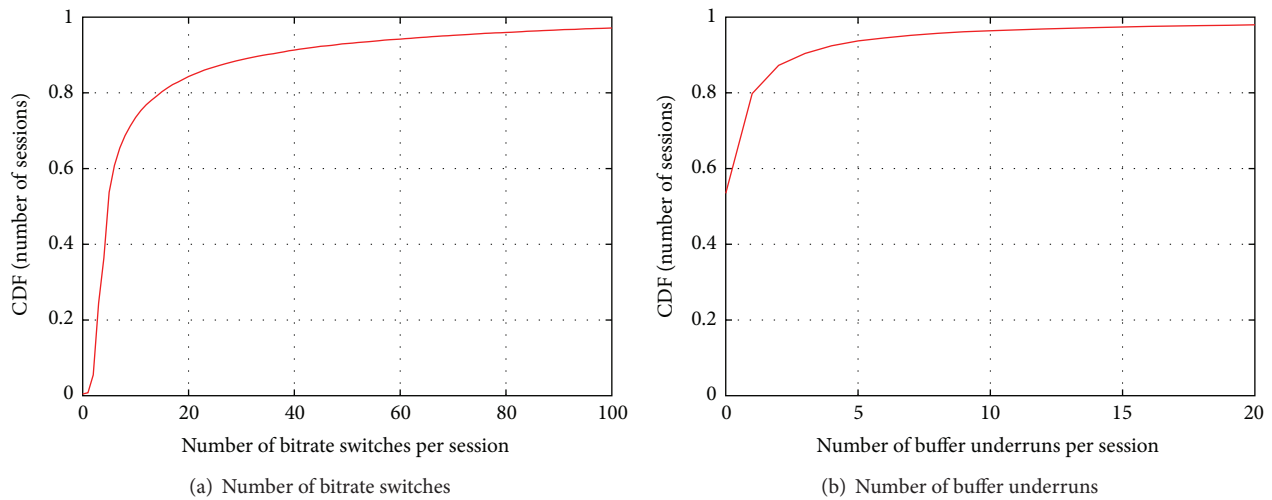 1
0.8
0.6
0.4
0.2
0
CDF (number of sessions)
0 20 40 60 80 100
Number of bitrate switches per session
(a) Number of bitrate switches
1
0.8
0.6
0.4
0.2
0
CDF (number of sessions)
0 5 10 15 20
Number of buffer underruns per session
(b) Number of buffer underruns